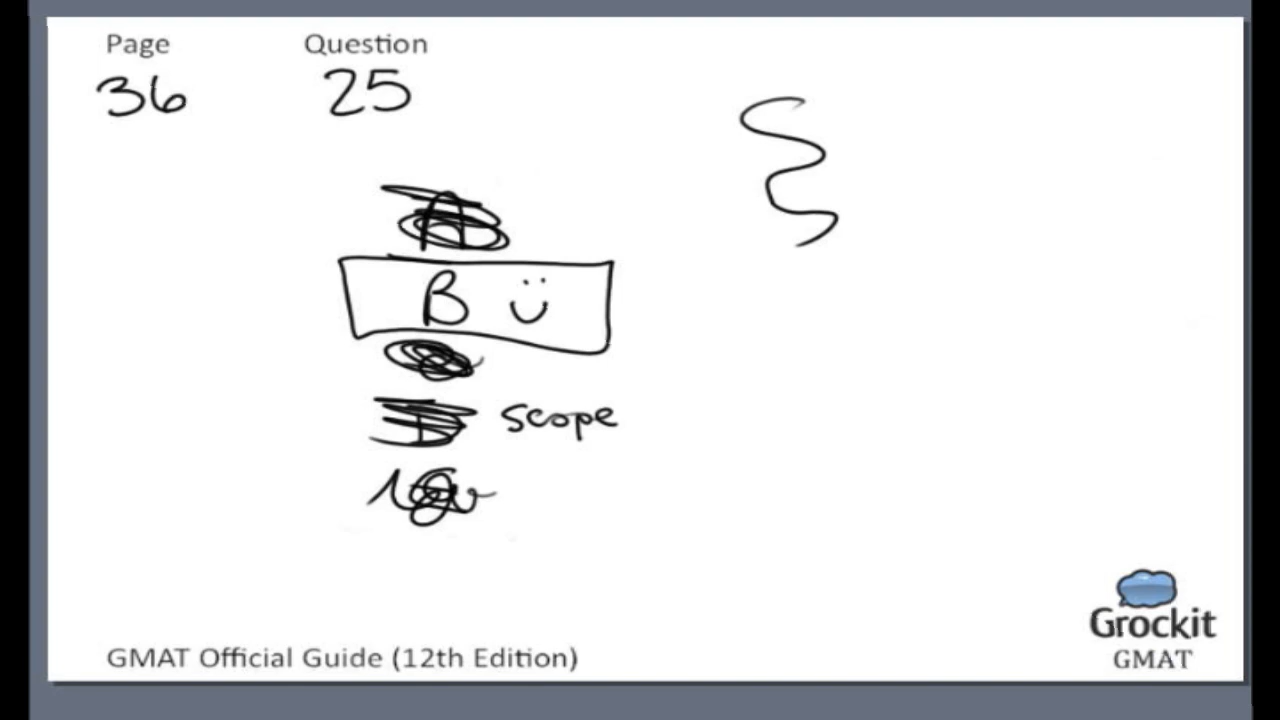 Page Question
36 25
A
B
D scope
GMAT Official Guide (12th Edition)
Grockit
GMAT